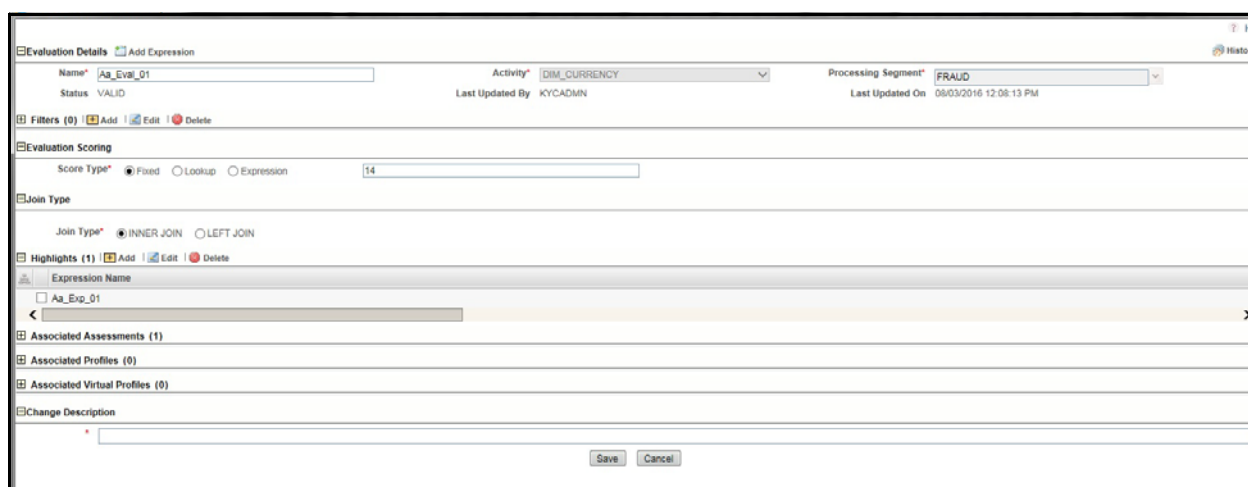 ? H
Evaluation Details Add Expression Histo
Name* Aa_Eval_01 Activity* DIM_CURRENCY Processing Segment* FRAUD
Status VALID Last Updated By KYCADMN Last Updated On 08/03/2016 12:08:13 PM
Filters (0) | Add | Edit | Delete
Evaluation Scoring
Score Type* Fixed Lookup Expression 14
Join Type
Join Type* INNER JOIN LEFT JOIN
Highlights (1) | Add | Edit | Delete
Expression Name
Aa_Exp_01
Associated Assessments (1)
Associated Profiles (0)
Associated Virtual Profiles (0)
Change Description
*
Save Cancel